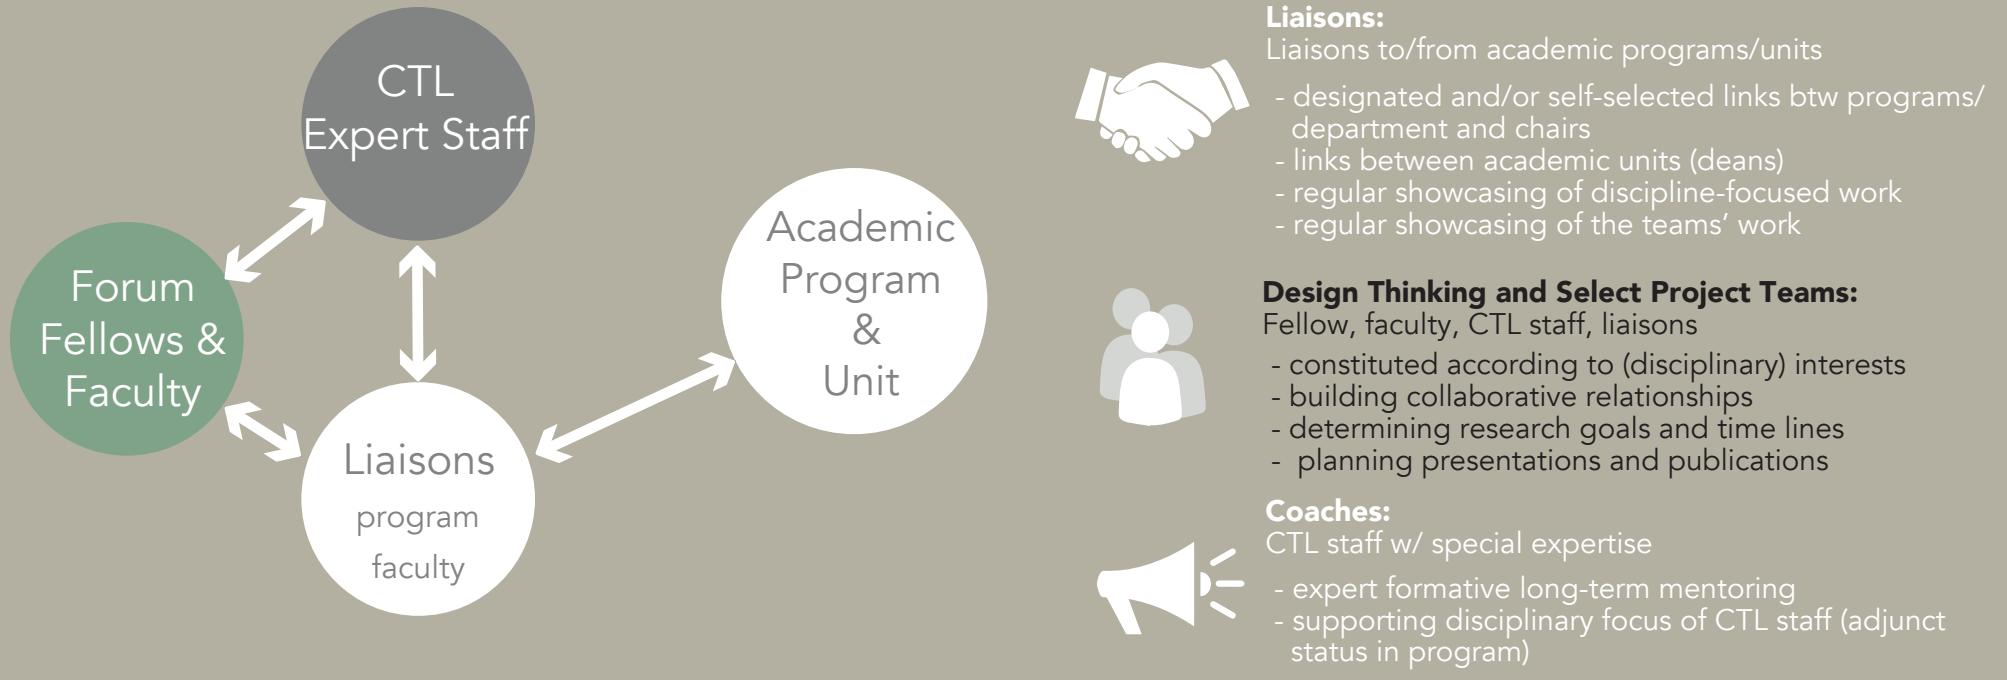 CTL
Expert Staff
Forum
Fellows &
Faculty
Liaisons
program
faculty
Academic
Program
&
Unit
Liaisons:
Liaisons to/from academic programs/units
- designated and/or self-selected links btw programs/
department and chairs
- links between academic units (deans)
- regular showcasing of discipline-focused work
- regular showcasing of the teams’ work
Design Thinking and Select Project Teams:
Fellow, faculty, CTL staff, liaisons
- constituted according to (disciplinary) interests
- building collaborative relationships
- determining research goals and time lines
- planning presentations and publications
Coaches:
CTL staff w/ special expertise
- expert formative long-term mentoring
- supporting disciplinary focus of CTL staff (adjunct
status in program)